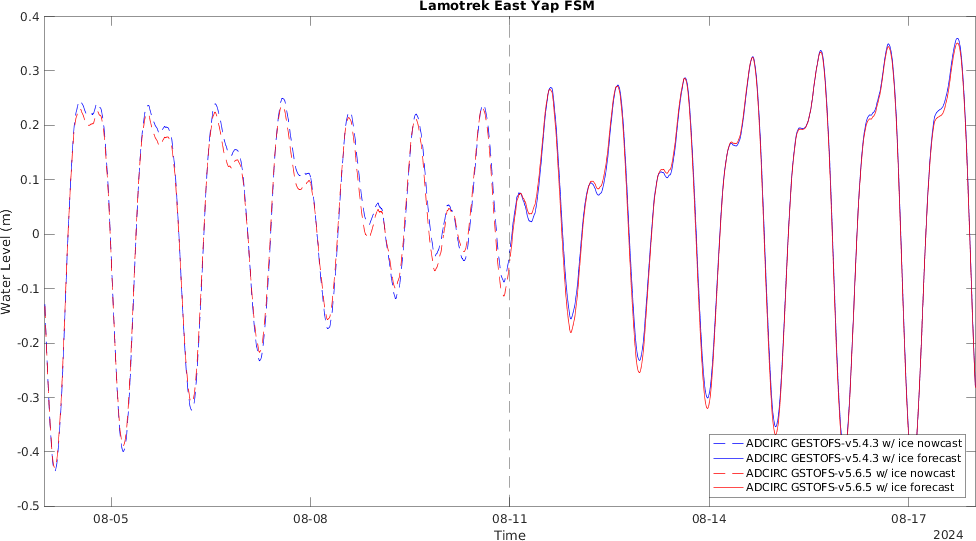 Lamotrek East Yap FSM
0.4
0.3
0.2
0.1
0
-0.1
-0.2
-0.3
-0.4
-0.5
Water Level (m)
ADCIRC GESTOFS-v5.4.3 w/ ice nowcast
ADCIRC GESTOFS-v5.4.3 w/ ice forecast
ADCIRC GSTOFS-v5.6.5 w/ ice nowcast
ADCIRC GSTOFS-v5.6.5 w/ ice forecast
08-05 08-08 08-11 08-14 08-17
Time
2024